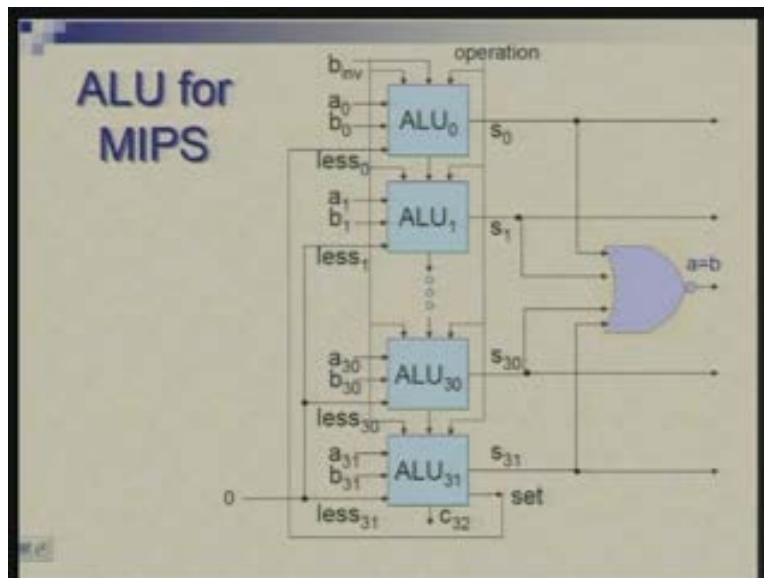 ALU for
MIPS
b_inv
operation
a_0
b_0
ALU_0
s_0
less_0
a_1
b_1
ALU_1
s_1
less_1
a=b
a_30
b_30
ALU_30
s_30
less_30
a_31
b_31
ALU_31
s_31
0
set
less_31
c_32